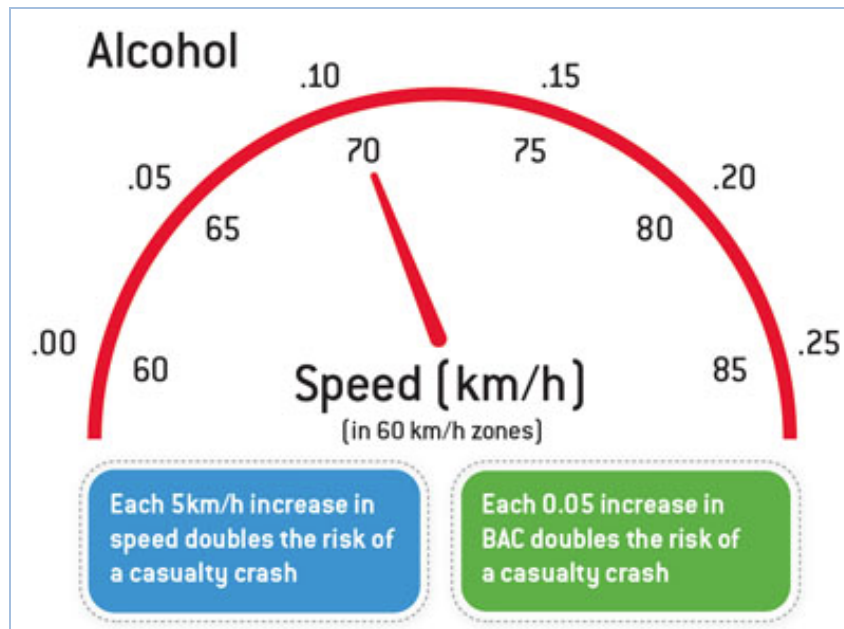 Alcohol
.00
.05
.10
.15
.20
.25
60
65
70
75
80
85
Speed (km/h)
(in 60 km/h zones)
Each 5km/h increase in
speed doubles the risk of
a casualty crash
Each 0.05 increase in
BAC doubles the risk of
a casualty crash